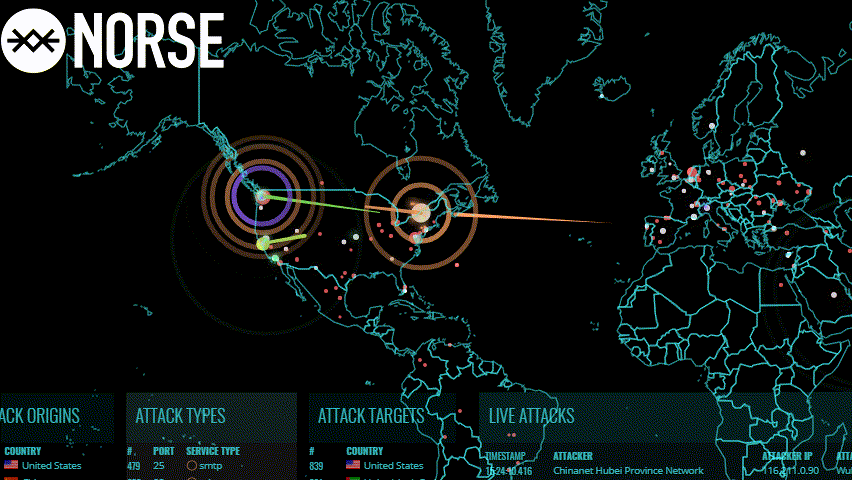 NORSE
ACK ORIGINS
ATTACK TYPES
ATTACK TARGETS
LIVE ATTACKS
COUNTRY
# PORT SERVICE TYPE
# COUNTRY
TIMESTAMP ATTACKER ATTACKER IP ATTA
United States
479 25 smtp
839 United States
Chinanet Hubei Province Network